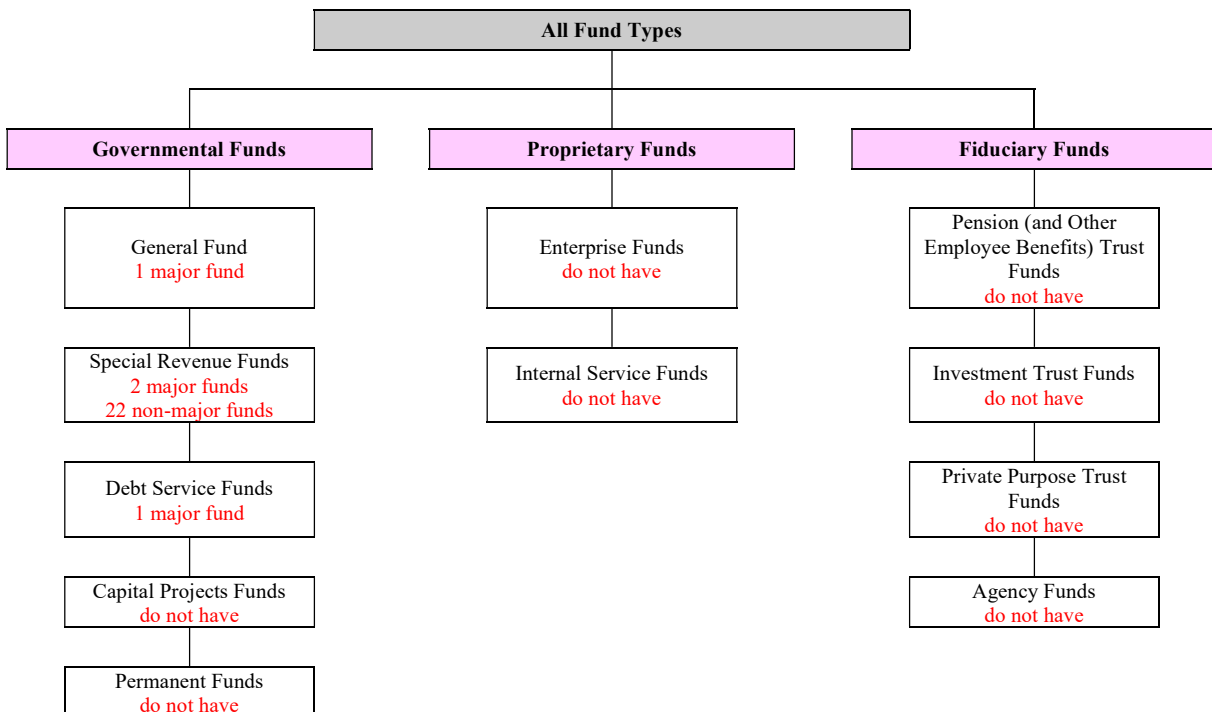 All Fund Types
Governmental Funds
Proprietary Funds
Fiduciary Funds
General Fund
1 major fund
Enterprise Funds
do not have
Pension (and Other
Employee Benefits) Trust
Funds
do not have
Special Revenue Funds
2 major funds
22 non-major funds
Internal Service Funds
do not have
Investment Trust Funds
do not have
Debt Service Funds
1 major fund
Private Purpose Trust
Funds
do not have
Capital Projects Funds
do not have
Agency Funds
do not have
Permanent Funds
do not have